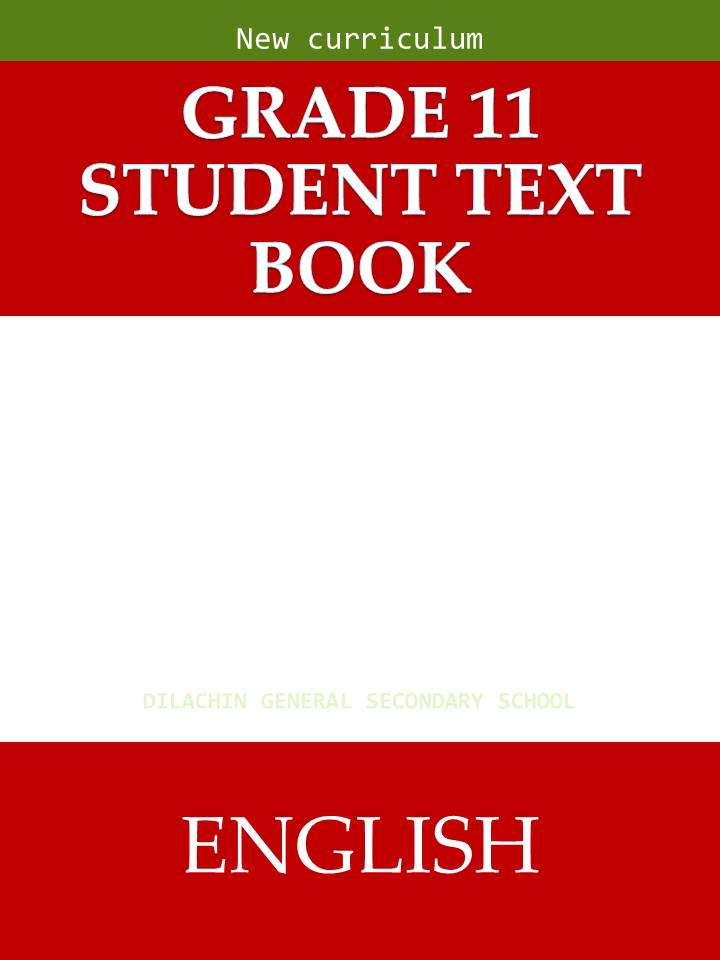 New curriculum
GRADE 11
STUDENT TEXT
BOOK
DILACHIN GENERAL SECONDARY SCHOOL
ENGLISH